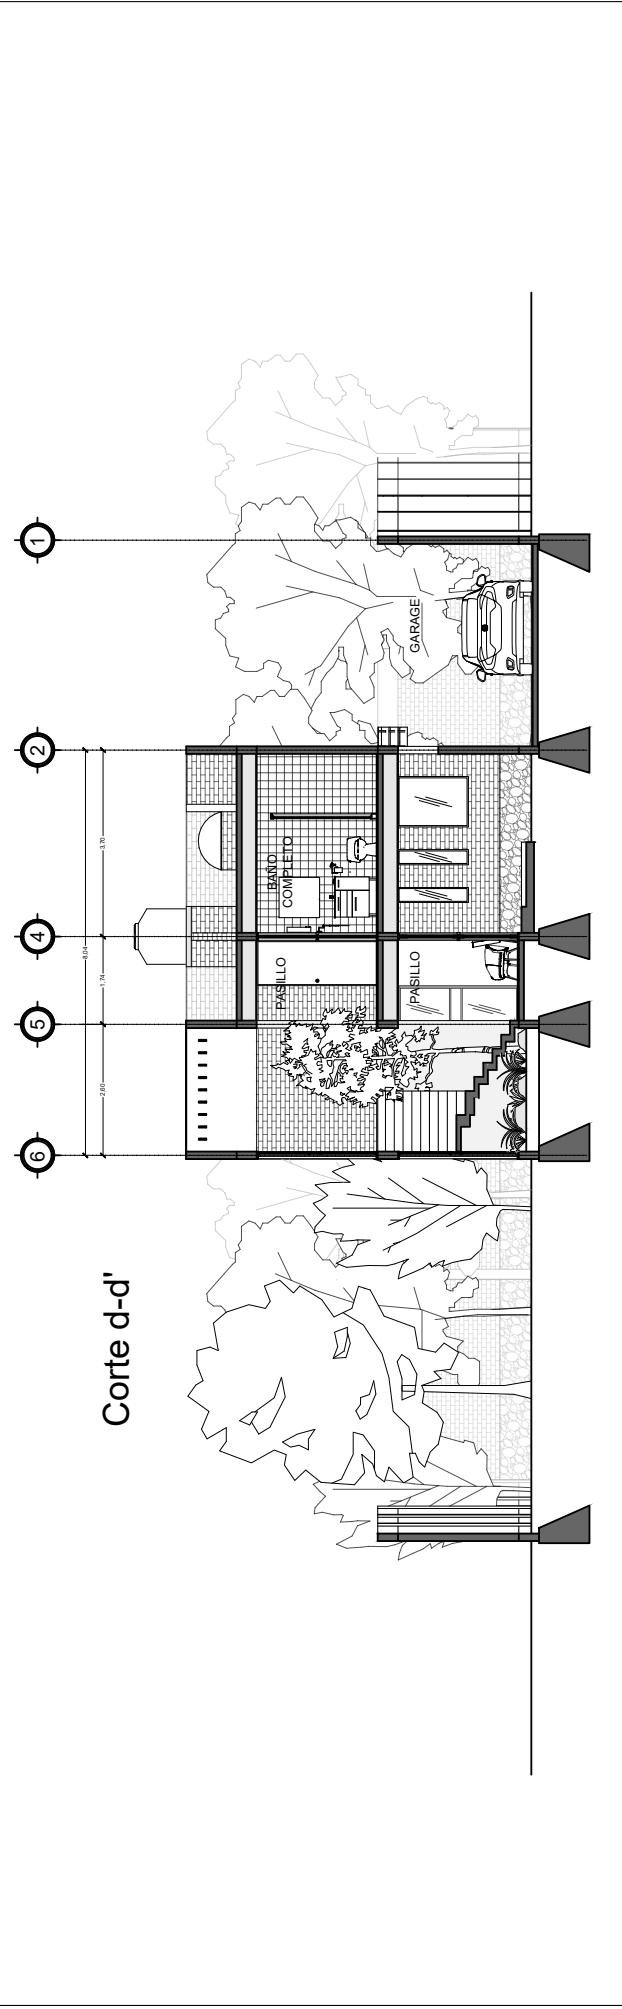 6
5
4
2
1
8,04
2,60
1,74
3,70
Corte d-d'
PASILLO
BAÑO
COMPLETO
PASILLO
GARAGE